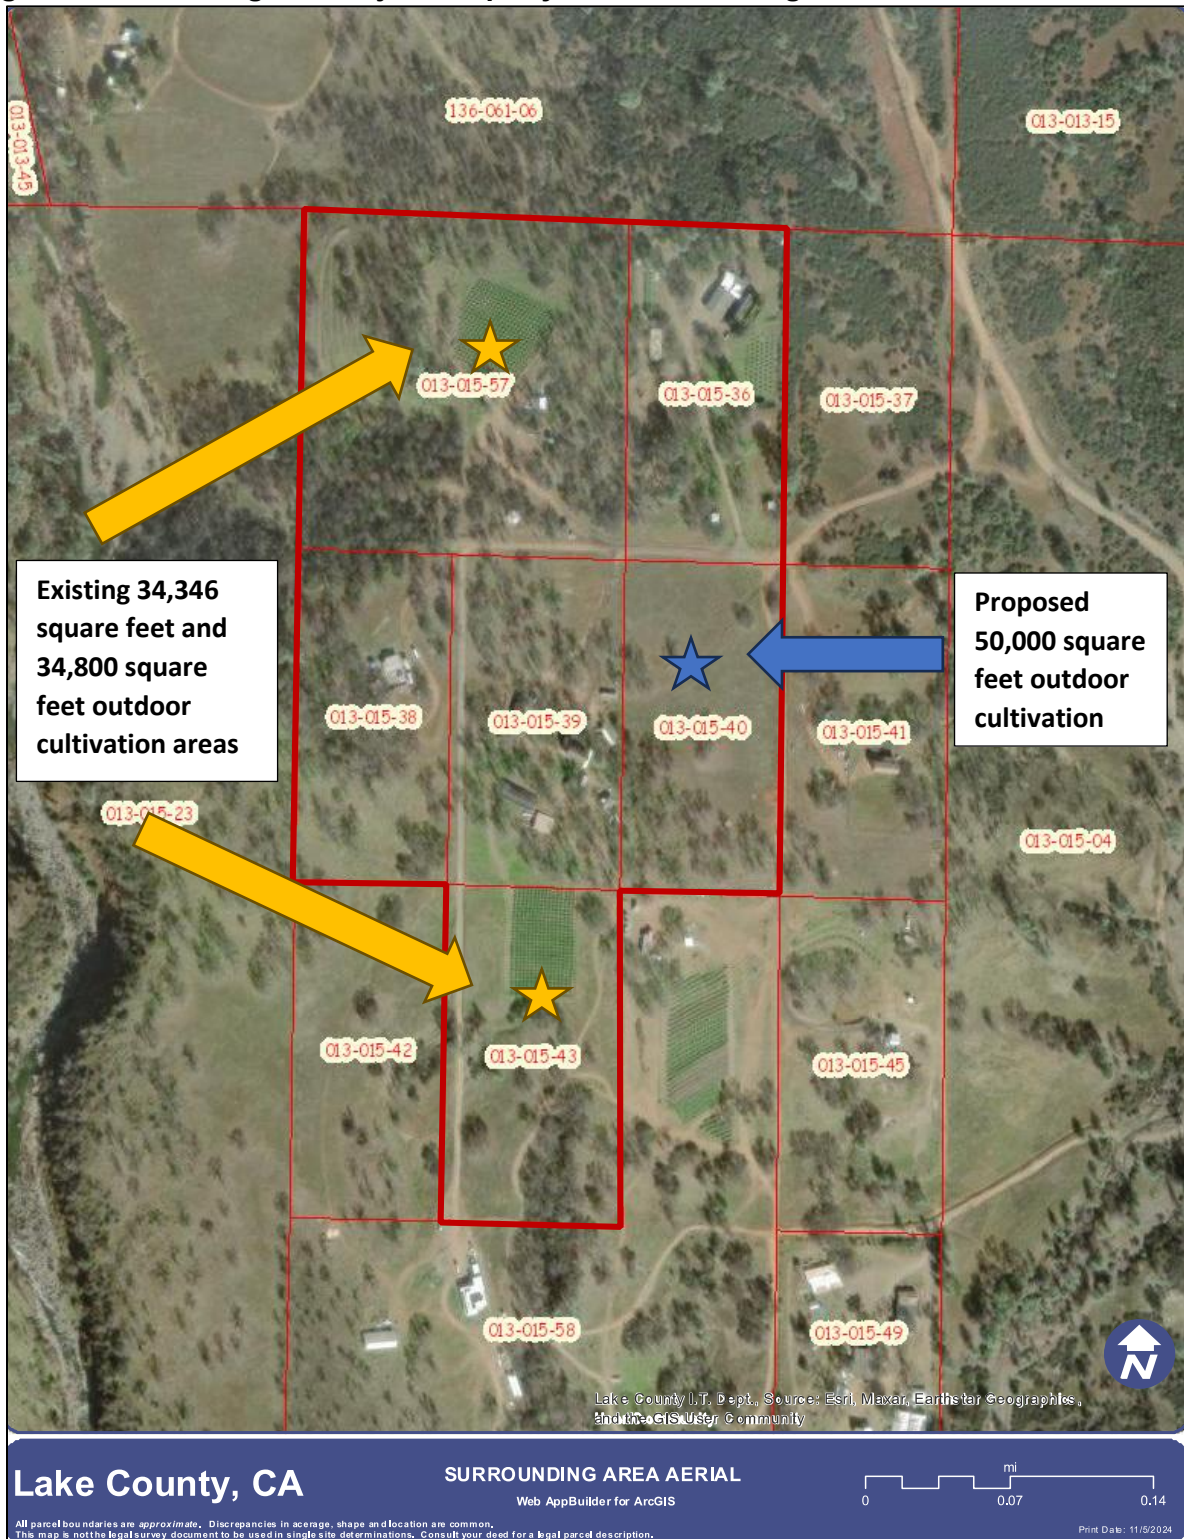 136-061-06
013-013-15
013-013-45
013-015-57
013-015-36
013-015-37
Existing 34,346
square feet and
34,800 square
feet outdoor
cultivation areas
Proposed
50,000 square
feet outdoor
cultivation
013-015-38
013-015-39
013-015-40
013-015-41
013-015-23
013-015-04
013-015-42
013-015-43
013-015-45
013-015-58
013-015-49
N
Lake County I.T. Dept., Source: Esri, Maxar, Earthstar Geographics,
and the GIS User Community
Lake County, CA
SURROUNDING AREA AERIAL
Web AppBuilder for ArcGIS
mi
0 0.07 0.14
All parcel boundaries are approximate. Discrepancies in acerage, shape and location are common.
This map is not the legal survey document to be used in single site determinations. Consult your deed for a legal parcel description.
Print Date: 11/5/2024